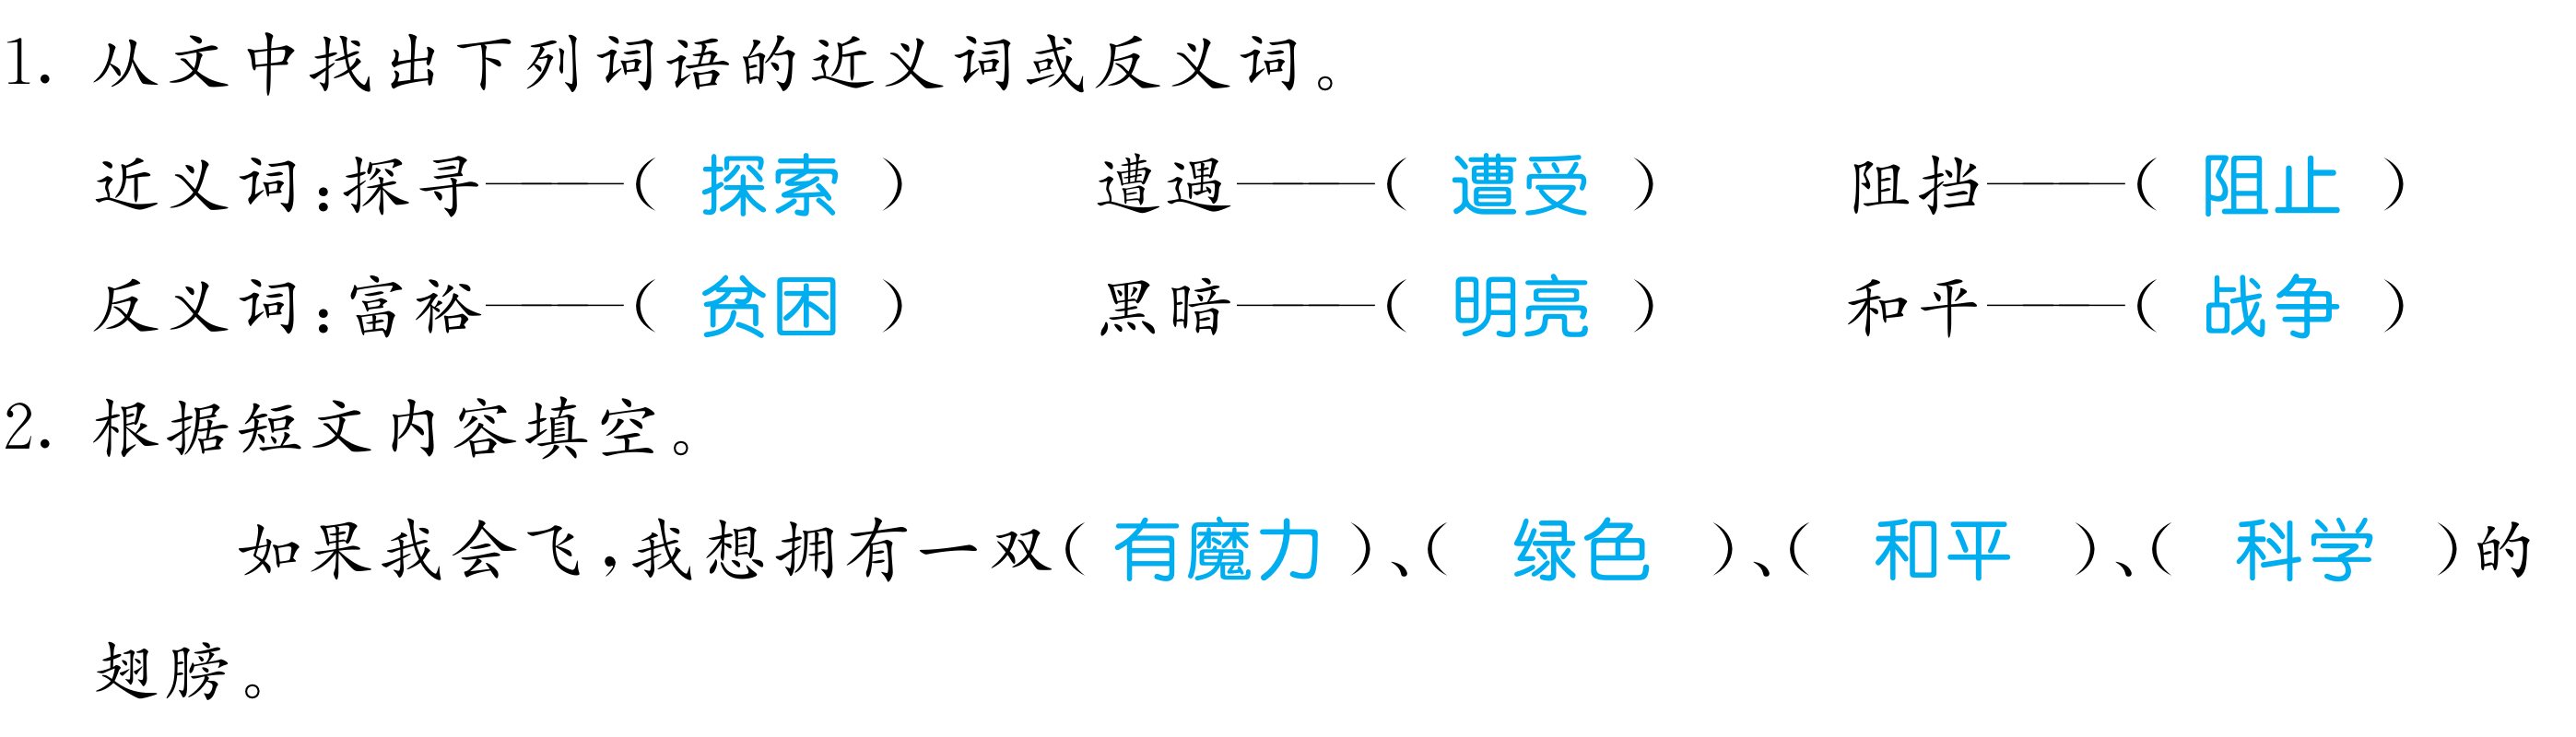 1. 从文中找出下列词语的近义词或反义词。
近义词:探寻——( 探索 ) 遭遇——( 遭受 ) 阻挡——( 阻止 )
反义词:富裕——( 贫困 ) 黑暗——( 明亮 ) 和平——( 战争 )
2. 根据短文内容填空。
如果我会飞,我想拥有一双( 有魔力 )、( 绿色 )、( 和平 )、( 科学 )的
翅膀。